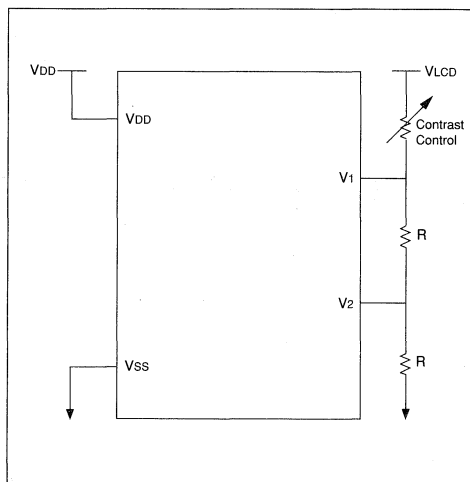 VDD
VLCD
VDD
Contrast
Control
V1
R
V2
R
VSS